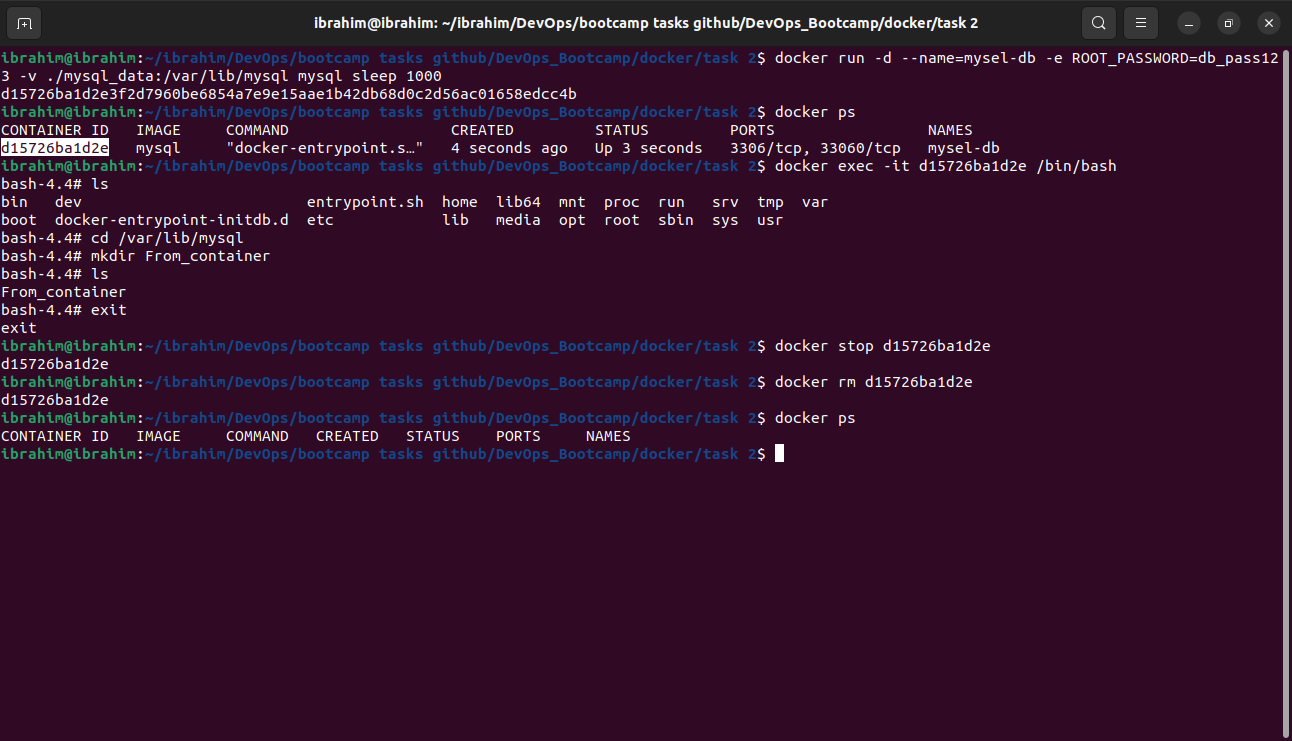 ibrahim@ibrahim: ~/ibrahim/DevOps/bootcamp tasks github/DevOps_Bootcamp/docker/task 2
ibrahim@ibrahim:~/ibrahim/DevOps/bootcamp tasks github/DevOps_Bootcamp/docker/task 2$ docker run -d --name=mysel-db -e ROOT_PASSWORD=db_pass12
3 -v ./mysql_data:/var/lib/mysql mysql sleep 1000
d15726ba1d2e3f2d7960be6854a7e9e15aae1b42db68d0c2d56ac01658edcc4b
ibrahim@ibrahim:~/ibrahim/DevOps/bootcamp tasks github/DevOps_Bootcamp/docker/task 2$ docker ps
CONTAINER ID   IMAGE     COMMAND                  CREATED         STATUS         PORTS                 NAMES
d15726ba1d2e   mysql     "docker-entrypoint.s…"   4 seconds ago   Up 3 seconds   3306/tcp, 33060/tcp   mysel-db
ibrahim@ibrahim:~/ibrahim/DevOps/bootcamp tasks github/DevOps_Bootcamp/docker/task 2$ docker exec -it d15726ba1d2e /bin/bash
bash-4.4# ls
bin   dev                         entrypoint.sh  home  lib64  mnt  proc  run   srv  tmp  var
boot  docker-entrypoint-initdb.d  etc            lib   media  opt  root  sbin  sys  usr
bash-4.4# cd /var/lib/mysql
bash-4.4# mkdir From_container
bash-4.4# ls
From_container
bash-4.4# exit
exit
ibrahim@ibrahim:~/ibrahim/DevOps/bootcamp tasks github/DevOps_Bootcamp/docker/task 2$ docker stop d15726ba1d2e
d15726ba1d2e
ibrahim@ibrahim:~/ibrahim/DevOps/bootcamp tasks github/DevOps_Bootcamp/docker/task 2$ docker rm d15726ba1d2e
d15726ba1d2e
ibrahim@ibrahim:~/ibrahim/DevOps/bootcamp tasks github/DevOps_Bootcamp/docker/task 2$ docker ps
CONTAINER ID   IMAGE     COMMAND   CREATED   STATUS    PORTS     NAMES
ibrahim@ibrahim:~/ibrahim/DevOps/bootcamp tasks github/DevOps_Bootcamp/docker/task 2$